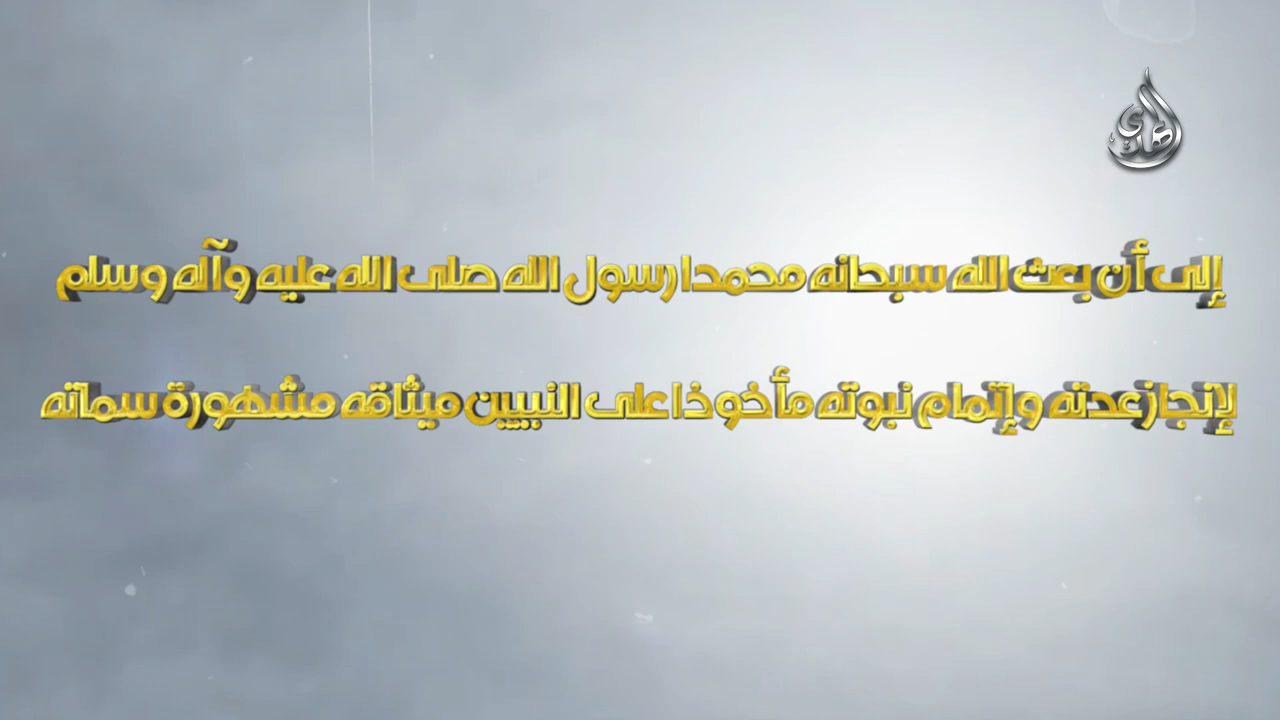 الهادي
إلى أن بعث الله سبحانه محمدا رسول الله صلى الله عليه وآله وسلم
لإنجاز عدته وإتمام نبوته مأخوذا على النبيين ميثاقه مشهورة سماته